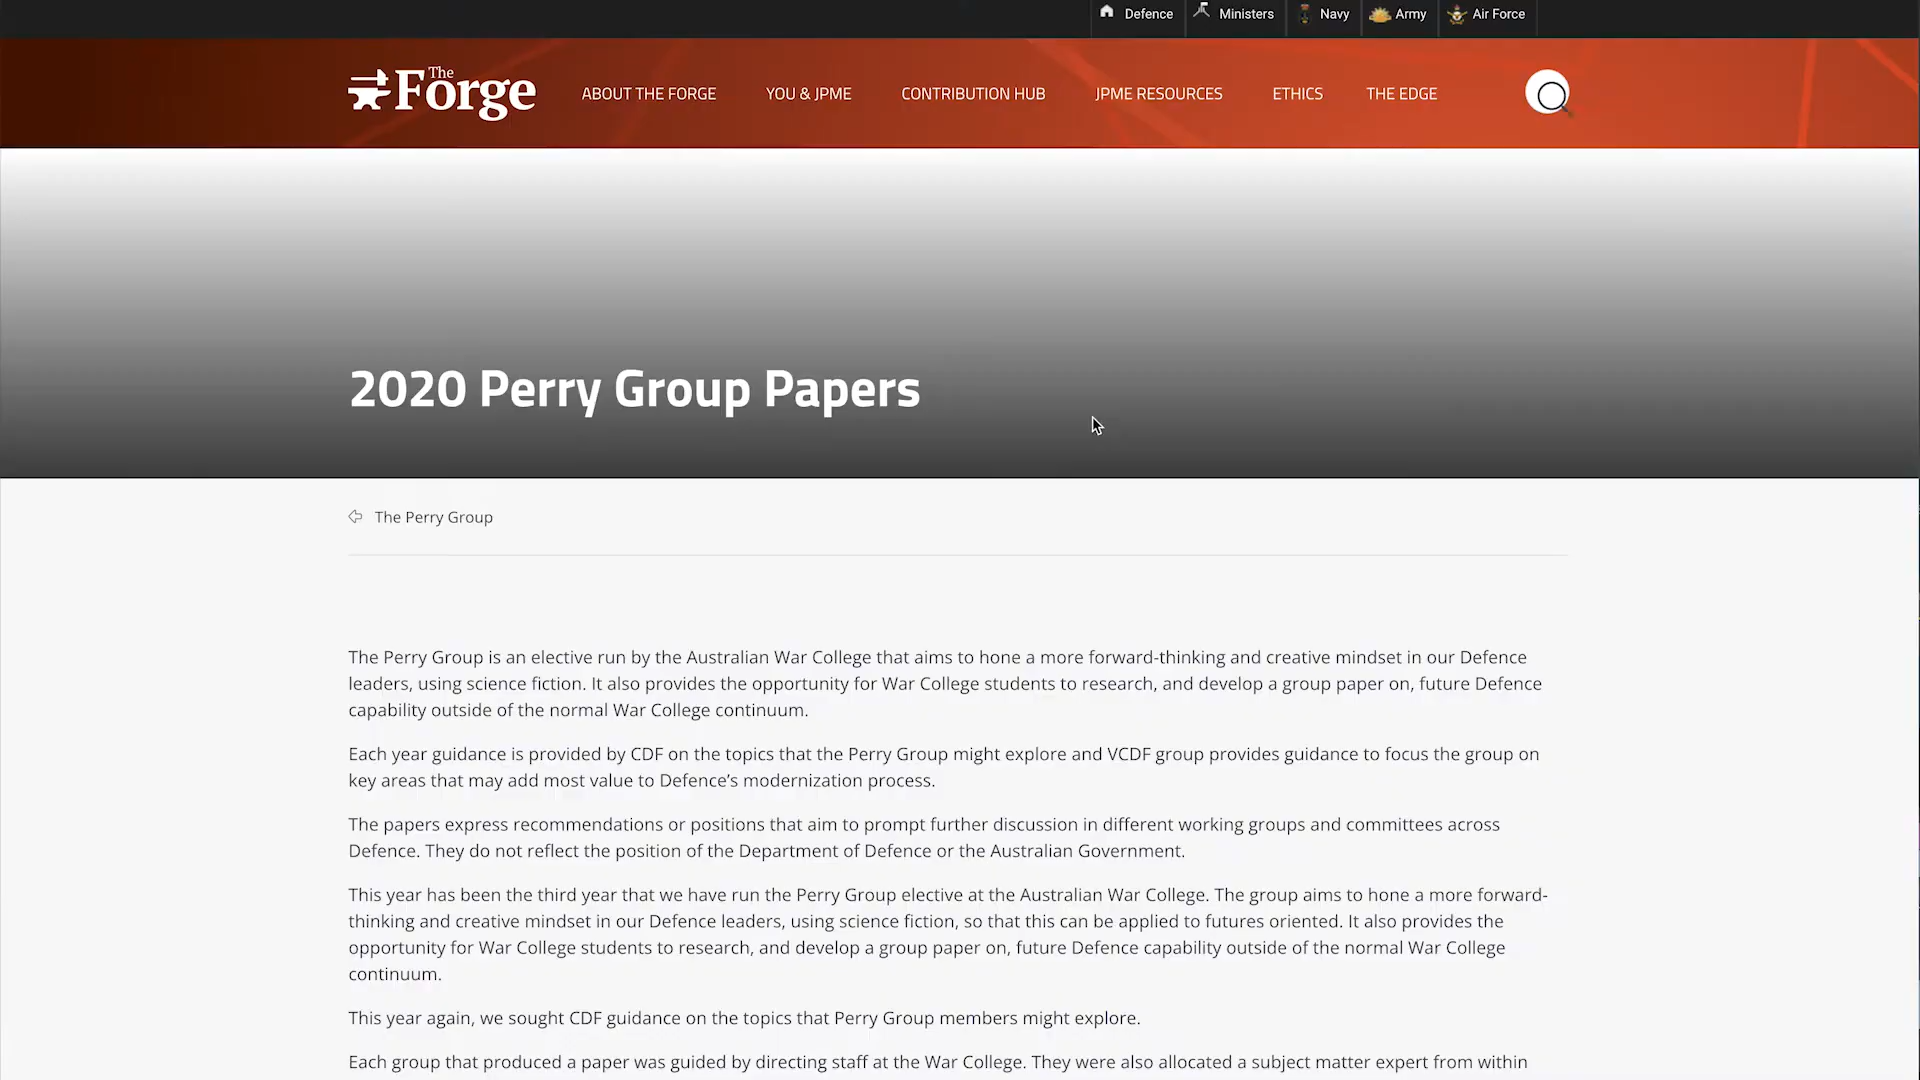 Defence Ministers Navy Army Air Force
The Forge ABOUT THE FORGE YOU & JPME CONTRIBUTION HUB JPME RESOURCES ETHICS THE EDGE
2020 Perry Group Papers
The Perry Group
The Perry Group is an elective run by the Australian War College that aims to hone a more forward-thinking and creative mindset in our Defence
leaders, using science fiction. It also provides the opportunity for War College students to research, and develop a group paper on, future Defence
capability outside of the normal War College continuum.
Each year guidance is provided by CDF on the topics that the Perry Group might explore and VCDF group provides guidance to focus the group on
key areas that may add most value to Defence’s modernization process.
The papers express recommendations or positions that aim to prompt further discussion in different working groups and committees across
Defence. They do not reflect the position of the Department of Defence or the Australian Government.
This year has been the third year that we have run the Perry Group elective at the Australian War College. The group aims to hone a more forward-
thinking and creative mindset in our Defence leaders, using science fiction, so that this can be applied to futures oriented. It also provides the
opportunity for War College students to research, and develop a group paper on, future Defence capability outside of the normal War College
continuum.
This year again, we sought CDF guidance on the topics that Perry Group members might explore.
Each group that produced a paper was guided by directing staff at the War College. They were also allocated a subject matter expert from within